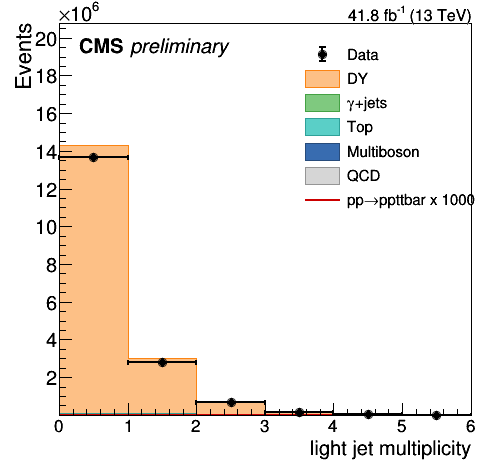 ×10⁶
41.8 fb⁻¹ (13 TeV)
Events
CMS preliminary
Data
DY
γ+jets
Top
Multiboson
QCD
pp→ppttbar x 1000
20
18
16
14
12
10
8
6
4
2
0 1 2 3 4 5 6
light jet multiplicity